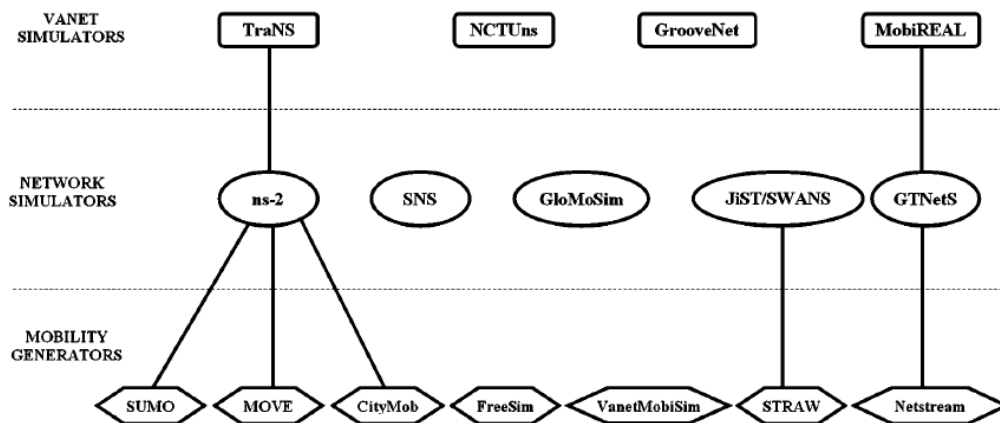 VANET
SIMULATORS
TraNS
NCTUns
GrooveNet
MobiREAL
NETWORK
SIMULATORS
ns-2
SNS
GloMoSim
JiST/SWANS
GTNetS
MOBILITY
GENERATORS
SUMO
MOVE
CityMob
FreeSim
VanetMobiSim
STRAW
Netstream